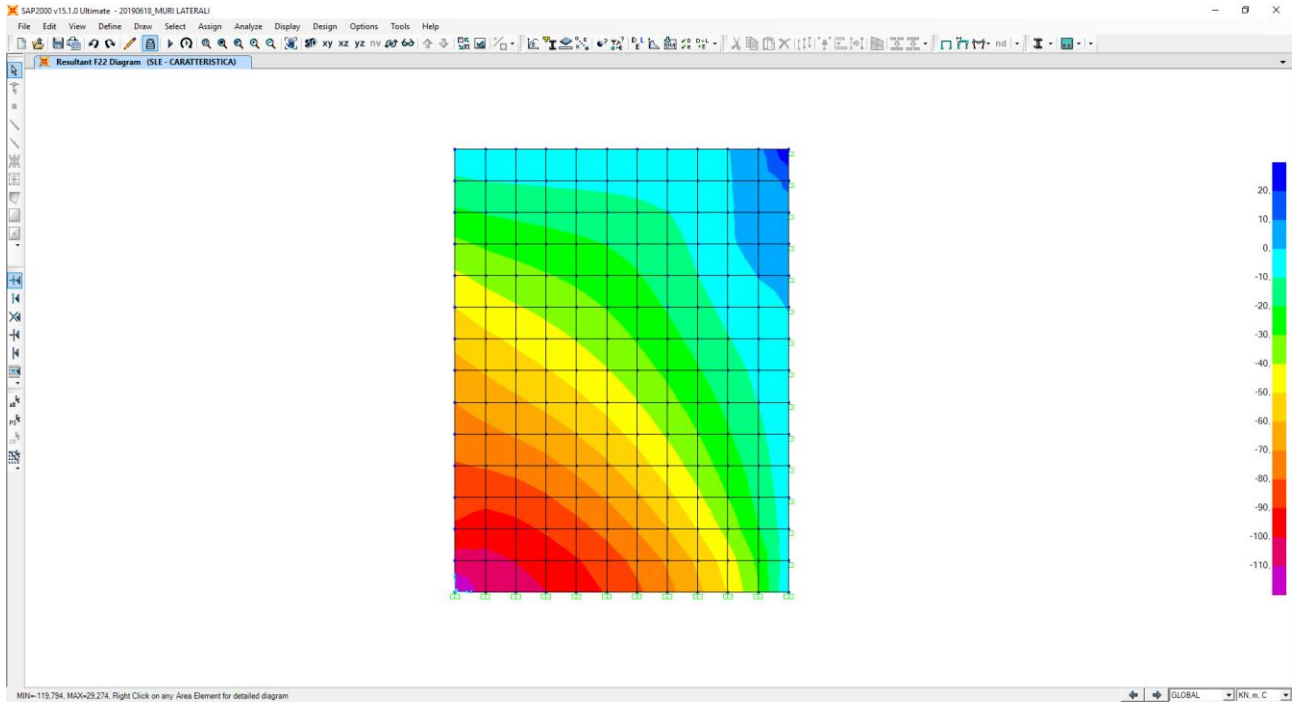 SAP2000 v15.1.0 Ultimate - 20190618_MURI LATERALI
File Edit View Define Draw Select Assign Analyze Display Design Options Tools Help
xy xz yz nv nd
Resultant F22 Diagram (SLE - CARATTERISTICA)
20,
10,
0,
-10,
-20,
-30,
-40,
-50,
-60,
-70,
-80,
-90,
-100,
-110,
MIN=-119,794, MAX=29,274, Right Click on any Area Element for detailed diagram
GLOBAL KN, m, C